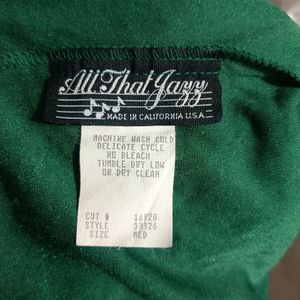 All That Jazz
MADE IN CALIFORNIA U.S.A.
MACHINE WASH COLD
DELICATE CYCLE
NO BLEACH
TUMBLE DRY LOW
OR DRY CLEAN
CUT # 16920
STYLE 53826
SIZE MED